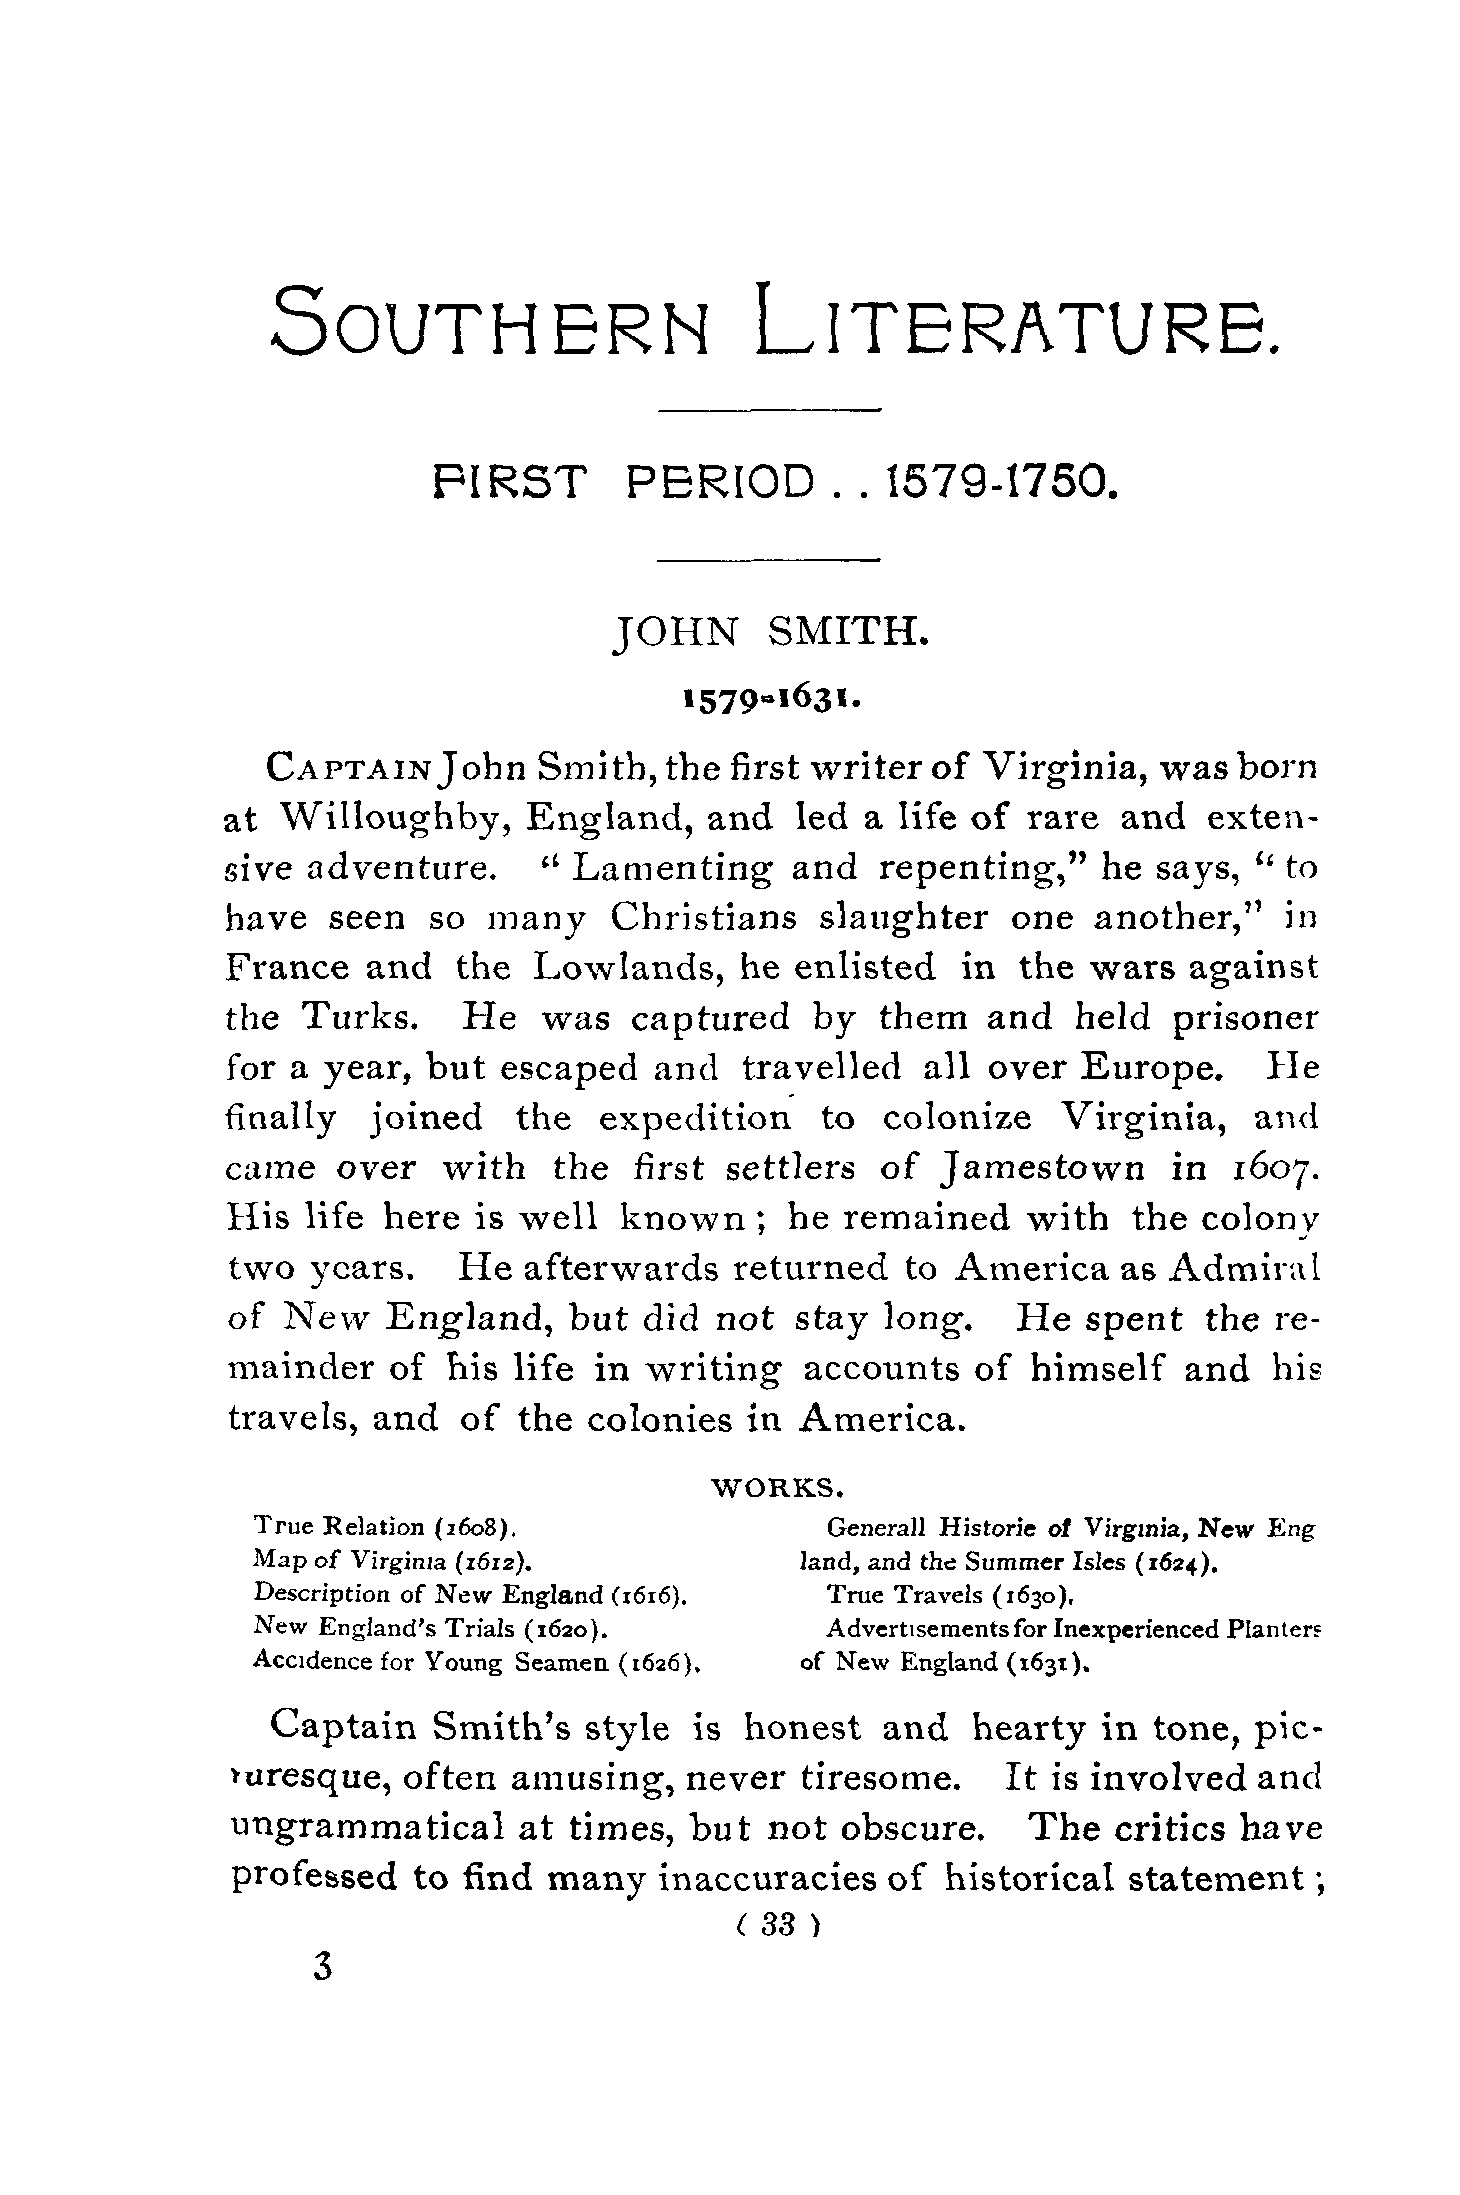 SOUTHERN LITERATURE.
FIRST PERIOD . . 1579-1750.
JOHN SMITH.
1579-1631.
CAPTAIN John Smith, the first writer of Virginia, was born
at Willoughby, England, and led a life of rare and exten-
sive adventure. “ Lamenting and repenting,” he says, “ to
have seen so many Christians slaughter one another,” in
France and the Lowlands, he enlisted in the wars against
the Turks. He was captured by them and held prisoner
for a year, but escaped and travelled all over Europe. He
finally joined the expedition to colonize Virginia, and
came over with the first settlers of Jamestown in 1607.
His life here is well known ; he remained with the colony
two years. He afterwards returned to America as Admiral
of New England, but did not stay long. He spent the re-
mainder of his life in writing accounts of himself and his
travels, and of the colonies in America.
WORKS.
True Relation (1608).
Map of Virginia (1612).
Description of New England (1616).
New England’s Trials (1620).
Accidence for Young Seamen (1626).
Generall Historie of Virginia, New Eng
land, and the Summer Isles (1624).
True Travels (1630).
Advertisements for Inexperienced Planters
of New England (1631).
Captain Smith’s style is honest and hearty in tone, pic-
turesque, often amusing, never tiresome. It is involved and
ungrammatical at times, but not obscure. The critics have
professed to find many inaccuracies of historical statement ;
( 33 )
3